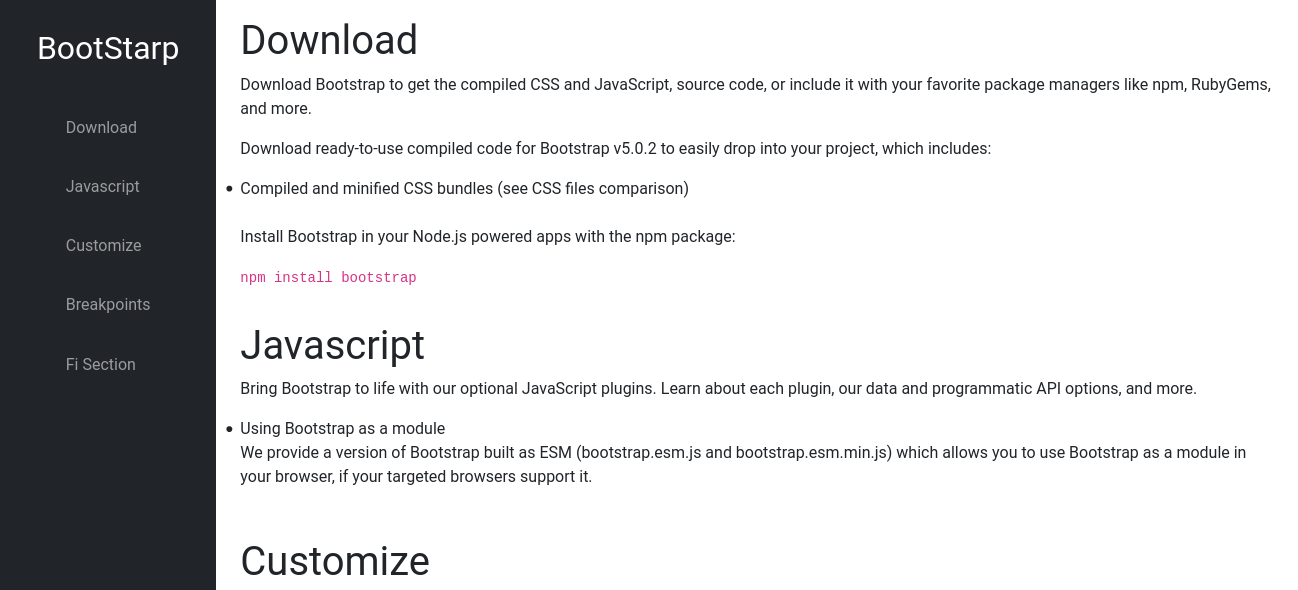 BootStarp
Download
Javascript
Customize
Breakpoints
Fi Section
Download
Download Bootstrap to get the compiled CSS and JavaScript, source code, or include it with your favorite package managers like npm, RubyGems,
and more.
Download ready-to-use compiled code for Bootstrap v5.0.2 to easily drop into your project, which includes:
• Compiled and minified CSS bundles (see CSS files comparison)
Install Bootstrap in your Node.js powered apps with the npm package:
npm install bootstrap
Javascript
Bring Bootstrap to life with our optional JavaScript plugins. Learn about each plugin, our data and programmatic API options, and more.
• Using Bootstrap as a module
We provide a version of Bootstrap built as ESM (bootstrap.esm.js and bootstrap.esm.min.js) which allows you to use Bootstrap as a module in
your browser, if your targeted browsers support it.
Customize